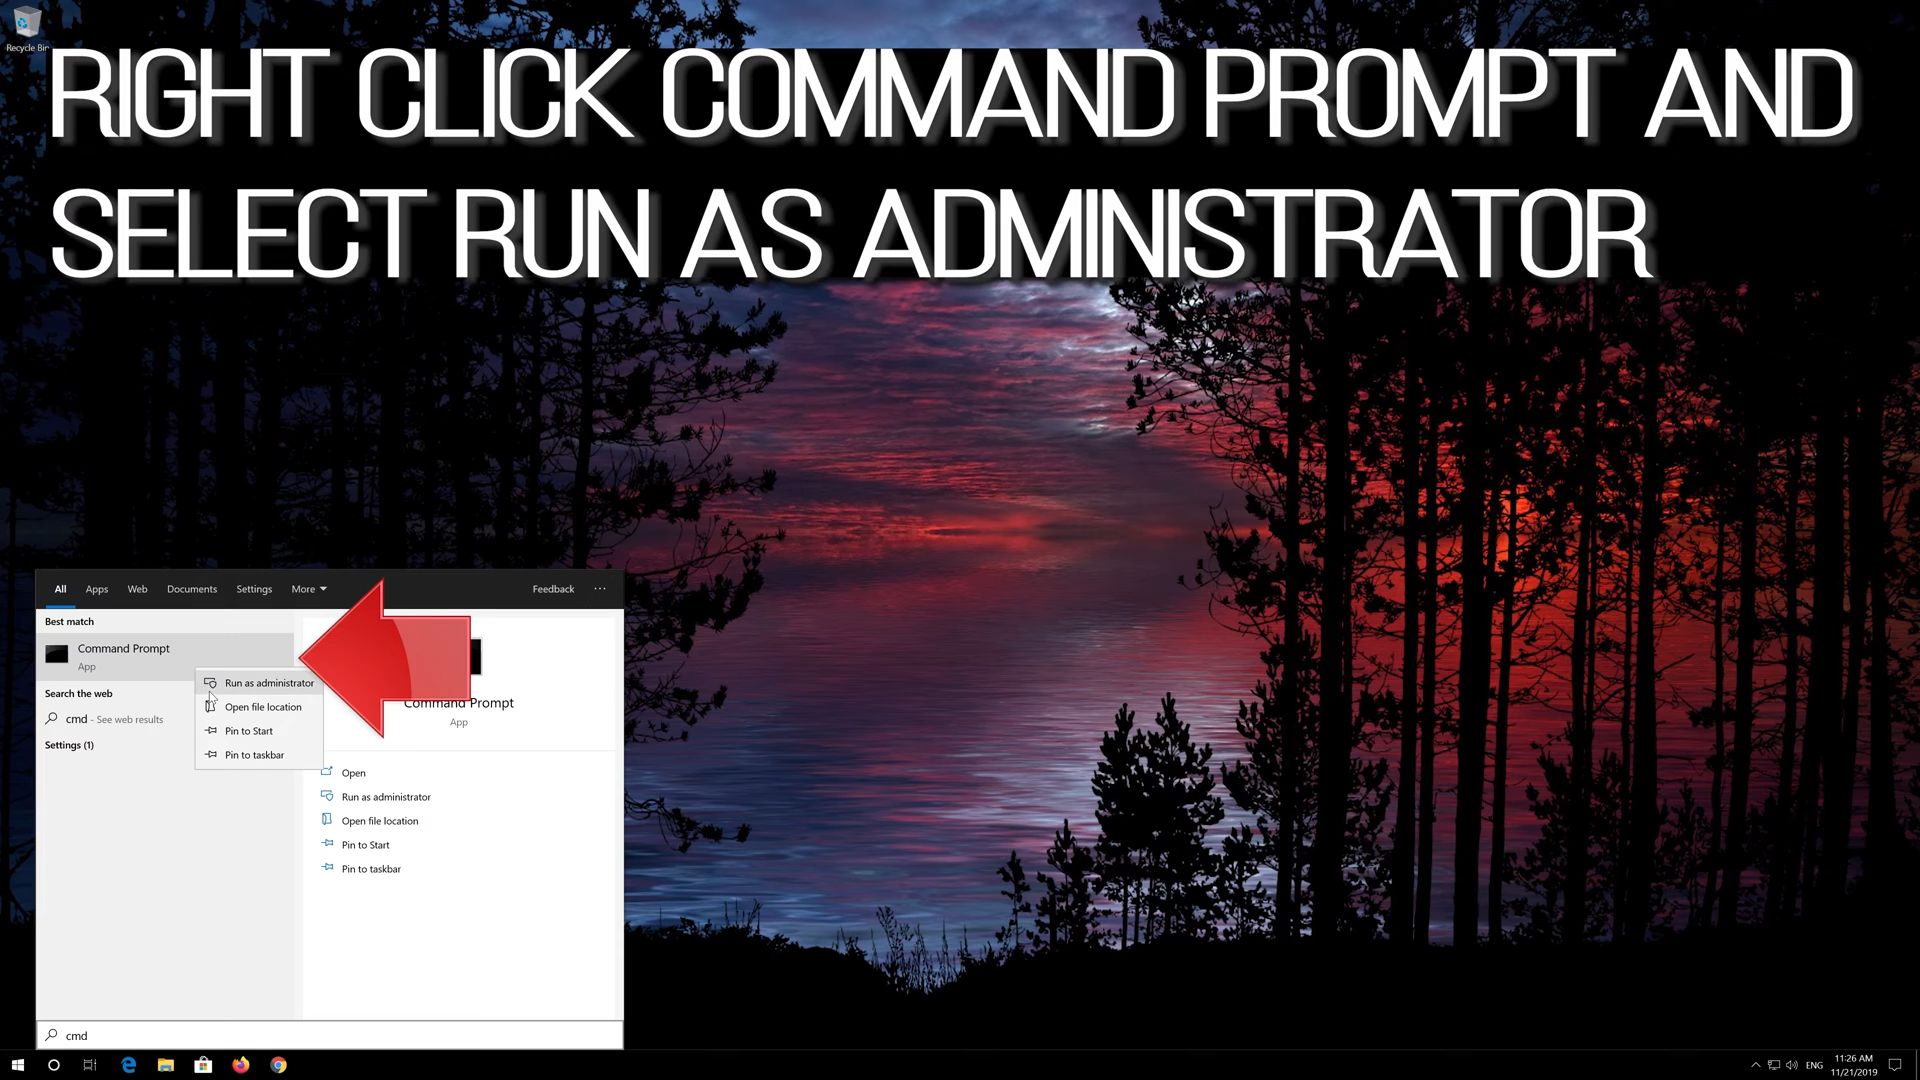 Recycle Bin
RIGHT CLICK COMMAND PROMPT AND
SELECT RUN AS ADMINISTRATOR
All Apps Web Documents Settings More Feedback ...
Best match
Command Prompt
App
Run as administrator
Open file location
Pin to Start
Pin to taskbar
Search the web
cmd - See web results
Settings (1)
Command Prompt
App
Open
Run as administrator
Open file location
Pin to Start
Pin to taskbar
cmd
ENG
11:26 AM
11/21/2019